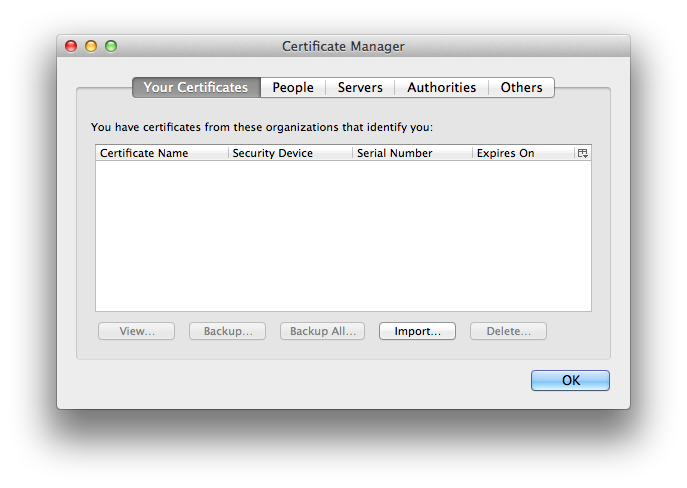 Certificate Manager
Your Certificates People Servers Authorities Others
You have certificates from these organizations that identify you:
Certificate Name Security Device Serial Number Expires On
View... Backup... Backup All... Import... Delete...
OK